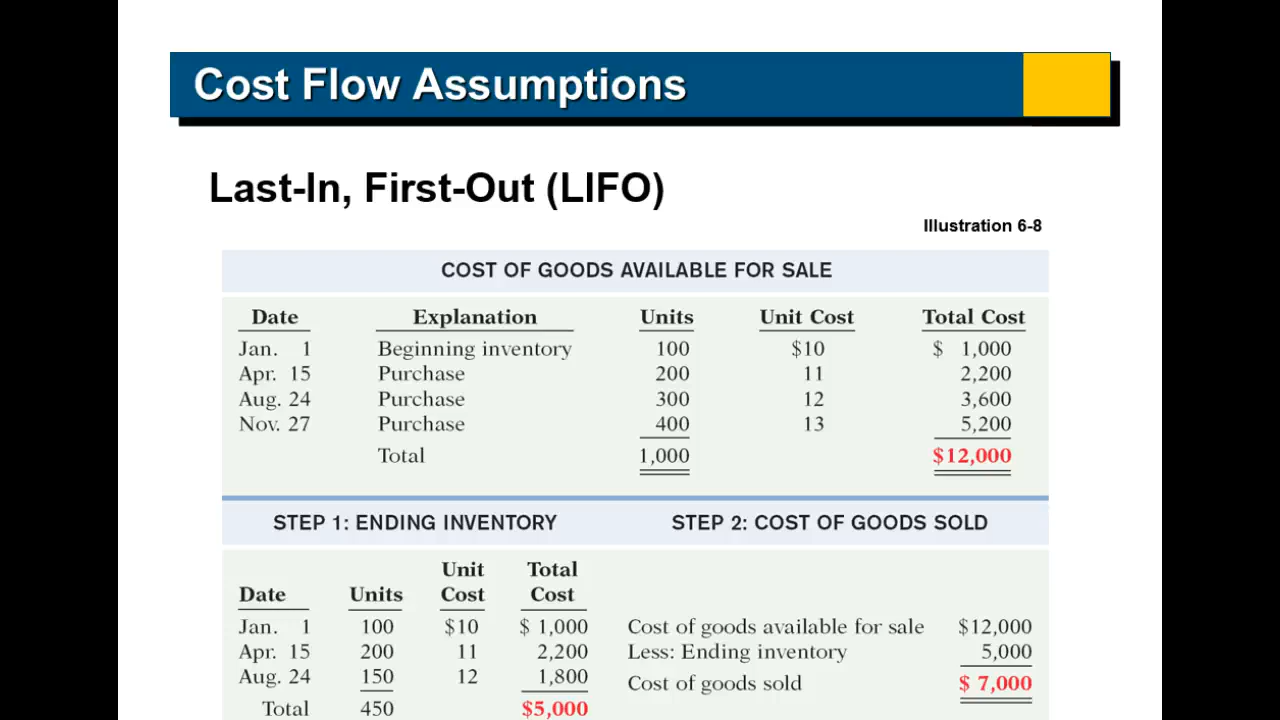 Cost Flow Assumptions
Last-In, First-Out (LIFO)
Illustration 6-8
COST OF GOODS AVAILABLE FOR SALE
Date Explanation Units Unit Cost Total Cost
Jan. 1 Beginning inventory 100 $10 $ 1,000
Apr. 15 Purchase 200 11 2,200
Aug. 24 Purchase 300 12 3,600
Nov. 27 Purchase 400 13 5,200
Total 1,000 $12,000
STEP 1: ENDING INVENTORY STEP 2: COST OF GOODS SOLD
Unit Total
Date Units Cost Cost
Jan. 1 100 $10 $ 1,000 Cost of goods available for sale $12,000
Apr. 15 200 11 2,200 Less: Ending inventory 5,000
Aug. 24 150 12 1,800 Cost of goods sold $ 7,000
Total 450 $5,000